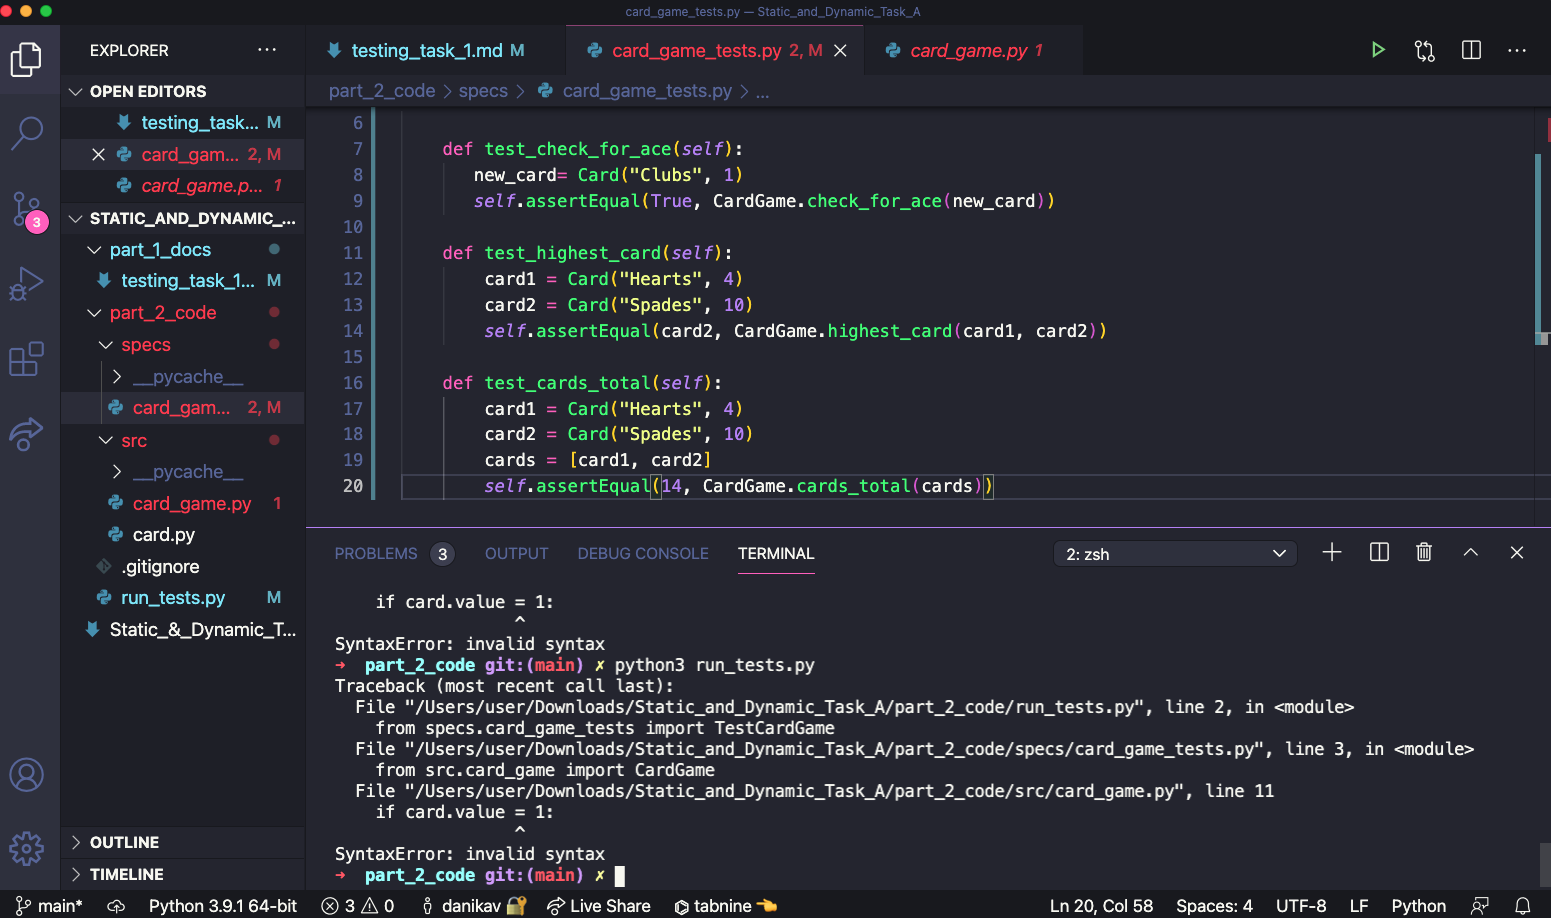 card_game_tests.py — Static_and_Dynamic_Task_A
EXPLORER
testing_task_1.md M
card_game_tests.py 2, M
card_game.py 1
part_2_code > specs > card_game_tests.py > ...
OPEN EDITORS
testing_task... M
card_gam... 2, M
card_game.p... 1
STATIC_AND_DYNAMIC_...
part_1_docs
testing_task_1... M
part_2_code
specs
__pycache__
card_gam... 2, M
src
__pycache__
card_game.py 1
card.py
.gitignore
run_tests.py M
Static_&_Dynamic_T...
OUTLINE
TIMELINE
3
6
7 def test_check_for_ace(self):
8 new_card= Card("Clubs", 1)
9 self.assertEqual(True, CardGame.check_for_ace(new_card))
10
11 def test_highest_card(self):
12 card1 = Card("Hearts", 4)
13 card2 = Card("Spades", 10)
14 self.assertEqual(card2, CardGame.highest_card(card1, card2))
15
16 def test_cards_total(self):
17 card1 = Card("Hearts", 4)
18 card2 = Card("Spades", 10)
19 cards = [card1, card2]
20 self.assertEqual(14, CardGame.cards_total(cards))
PROBLEMS 3 OUTPUT DEBUG CONSOLE TERMINAL 2: zsh
if card.value = 1:
^
SyntaxError: invalid syntax
➜ part_2_code git:(main) ✗ python3 run_tests.py
Traceback (most recent call last):
File "/Users/user/Downloads/Static_and_Dynamic_Task_A/part_2_code/run_tests.py", line 2, in <module>
from specs.card_game_tests import TestCardGame
File "/Users/user/Downloads/Static_and_Dynamic_Task_A/part_2_code/specs/card_game_tests.py", line 3, in <module>
from src.card_game import CardGame
File "/Users/user/Downloads/Static_and_Dynamic_Task_A/part_2_code/src/card_game.py", line 11
if card.value = 1:
^
SyntaxError: invalid syntax
➜ part_2_code git:(main) ✗
main* Python 3.9.1 64-bit 3 0 danikav Live Share tabnine Ln 20, Col 58 Spaces: 4 UTF-8 LF Python